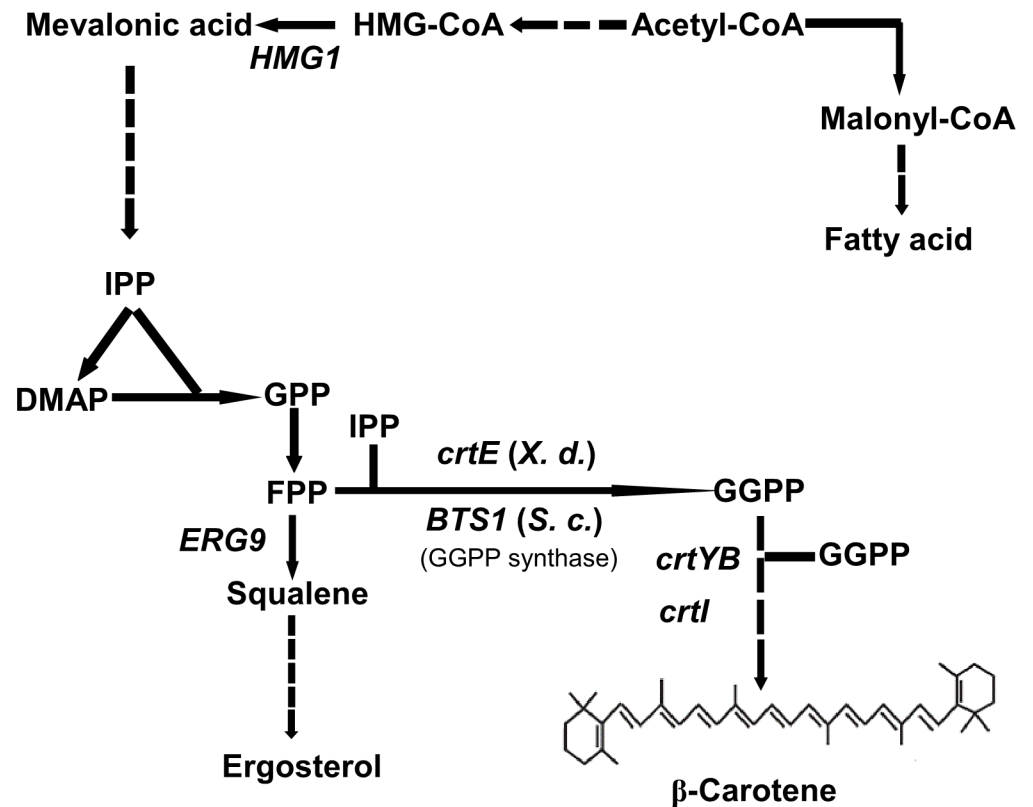 Mevalonic acid HMG-CoA Acetyl-CoA
HMG1
Malonyl-CoA
Fatty acid
IPP
DMAP GPP
IPP
crtE (X. d.)
FPP GGPP
BTS1 (S. c.)
ERG9
(GGPP synthase)
crtYB GGPP
Squalene
crtI
Ergosterol
β-Carotene